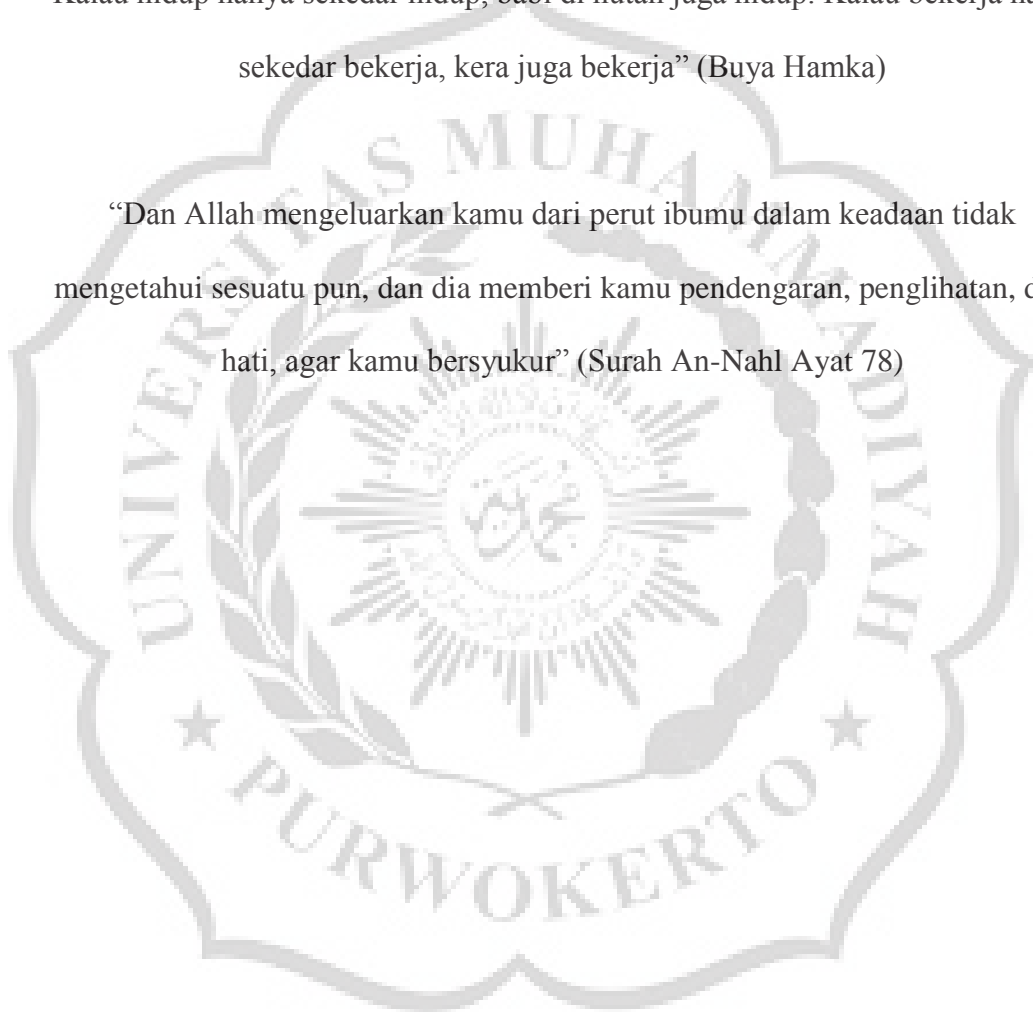 Kalau hidup hanya sekedar hidup, babi di hutan juga hidup. Kalau bekerja
sekedar bekerja, kera juga bekerja” (Buya Hamka)
“Dan Allah mengeluarkan kamu dari perut ibumu dalam keadaan tidak
mengetahui sesuatu pun, dan dia memberi kamu pendengaran, penglihatan,
hati, agar kamu bersyukur” (Surah An-Nahl Ayat 78)
UNIVERSITAS MUHAMMADIYAH
PURWOKERTO